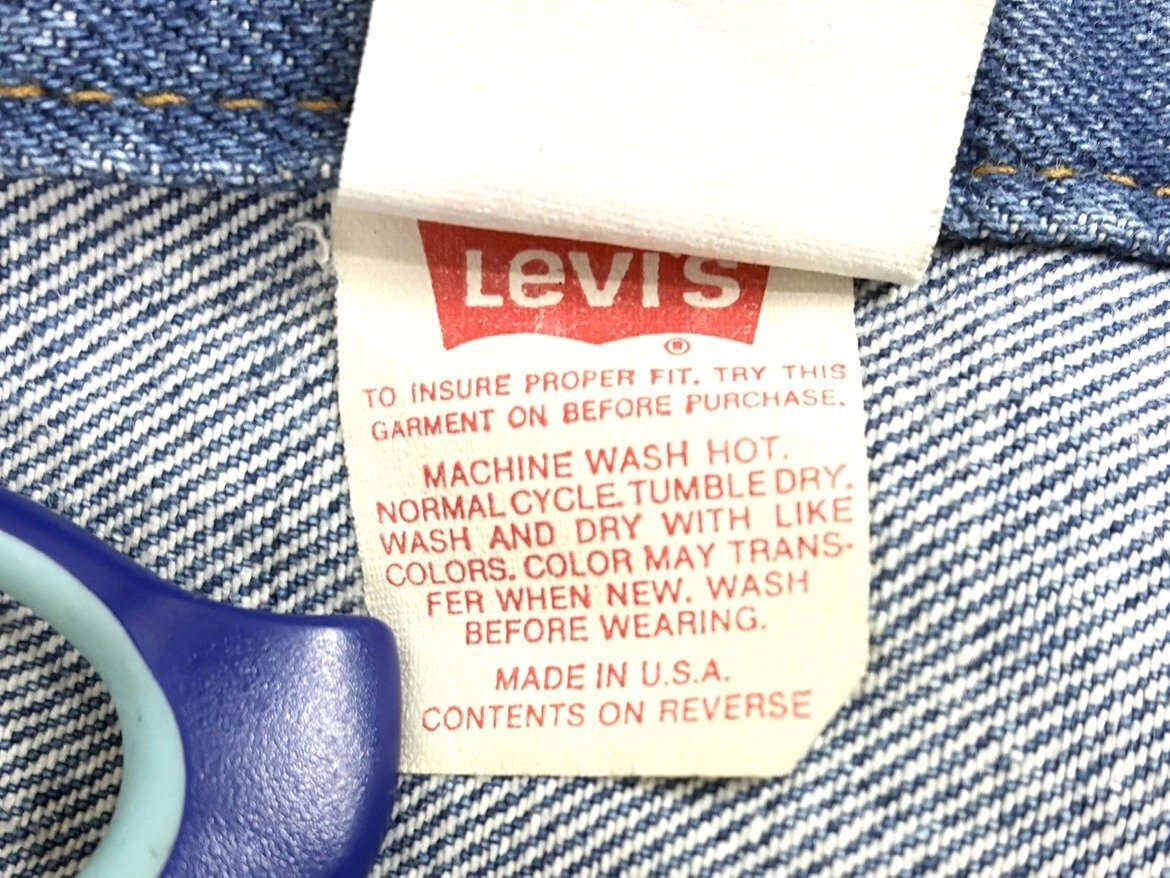 Levi's
®
TO INSURE PROPER FIT. TRY THIS
GARMENT ON BEFORE PURCHASE.
MACHINE WASH HOT.
NORMAL CYCLE. TUMBLE DRY.
WASH AND DRY WITH LIKE
COLORS. COLOR MAY TRANS-
FER WHEN NEW. WASH
BEFORE WEARING.
MADE IN U.S.A.
CONTENTS ON REVERSE